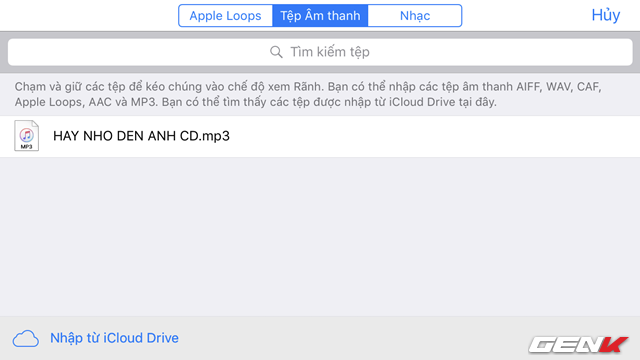 Apple Loops Tệp Âm thanh Nhạc Hủy
Tìm kiếm tệp
Chạm và giữ các tệp để kéo chúng vào chế độ xem Rãnh. Bạn có thể nhập các tệp âm thanh AIFF, WAV, CAF,
Apple Loops, AAC và MP3. Bạn có thể tìm thấy các tệp được nhập từ iCloud Drive tại đây.
MP3 HAY NHO DEN ANH CD.mp3
Nhập từ iCloud Drive
GENK